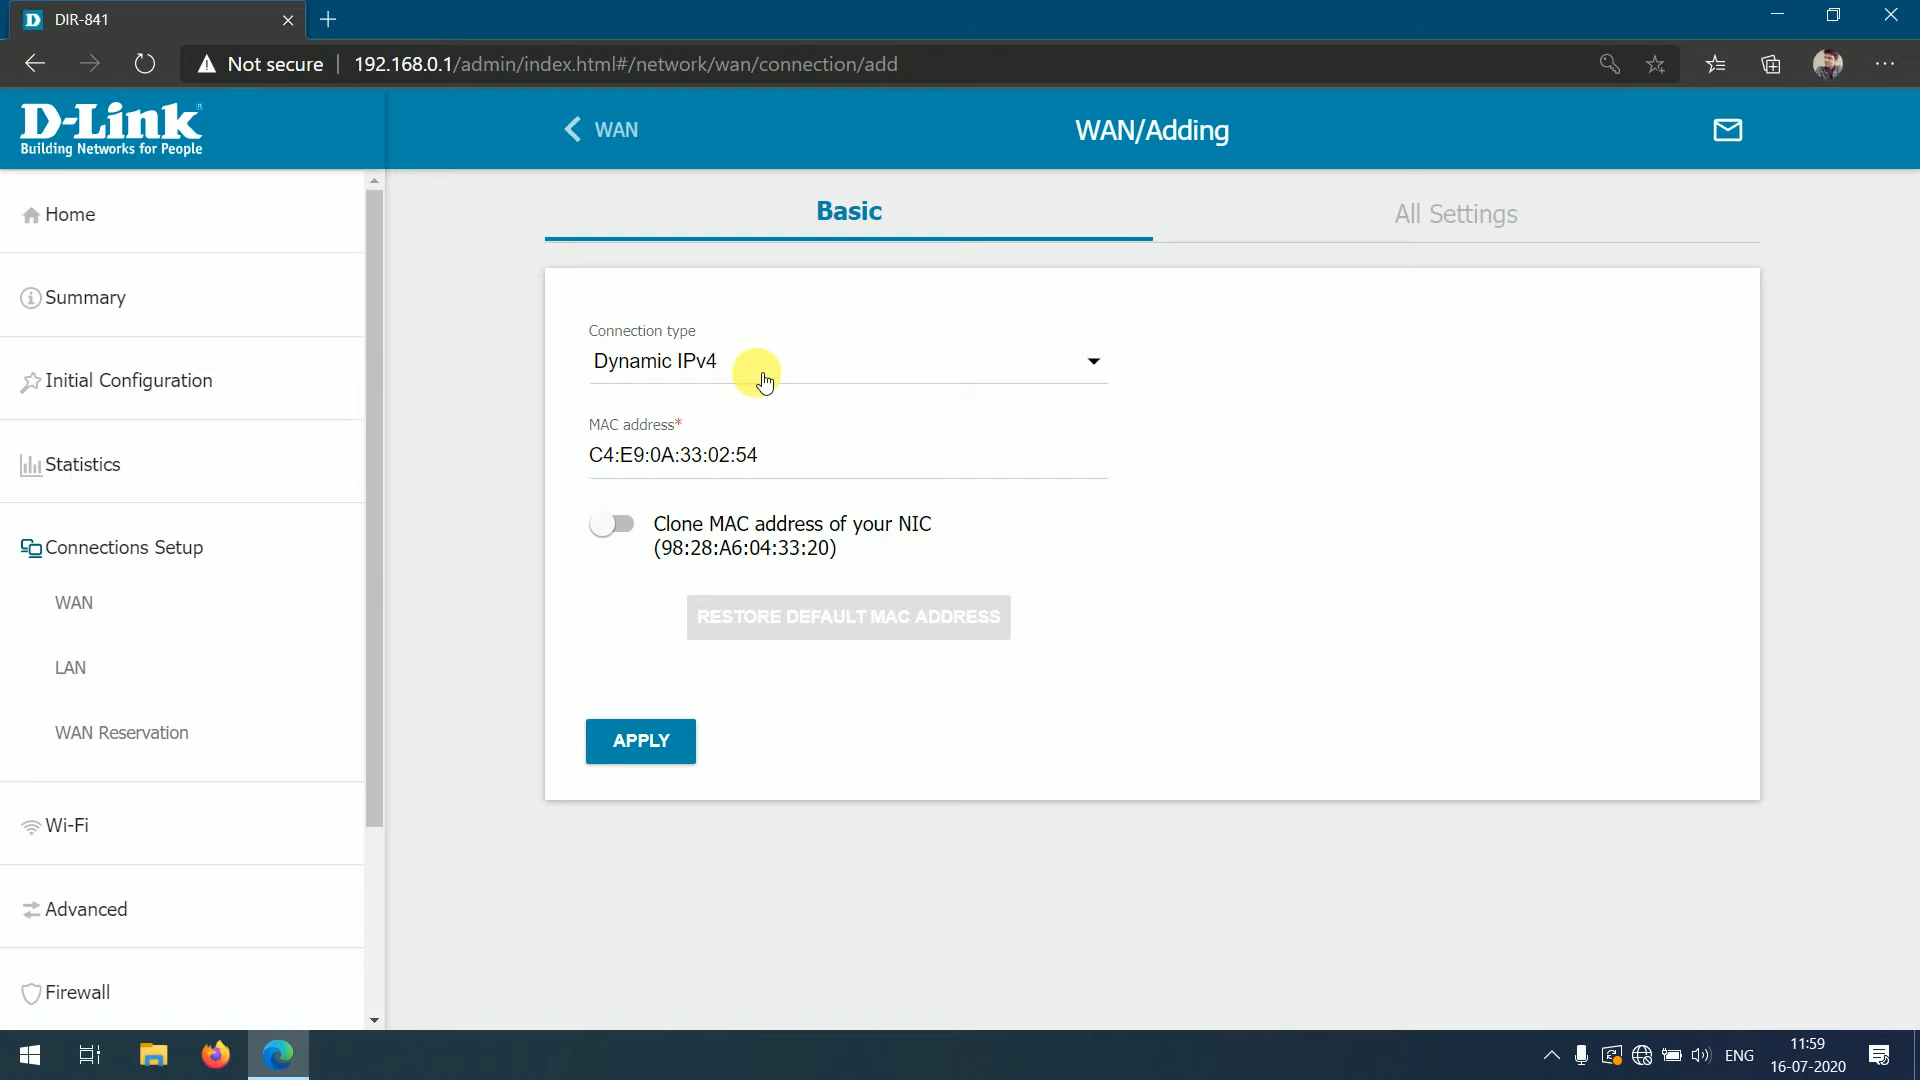 DIR-841
Not secure
192.168.0.1/admin/index.html#/network/wan/connection/add
D-Link
Building Networks for People
WAN
WAN/Adding
Home
Summary
Initial Configuration
Statistics
Connections Setup
WAN
LAN
WAN Reservation
Wi-Fi
Advanced
Firewall
Basic
All Settings
Connection type
Dynamic IPv4
MAC address*
C4:E9:0A:33:02:54
Clone MAC address of your NIC
(98:28:A6:04:33:20)
RESTORE DEFAULT MAC ADDRESS
APPLY
ENG
11:59
16-07-2020